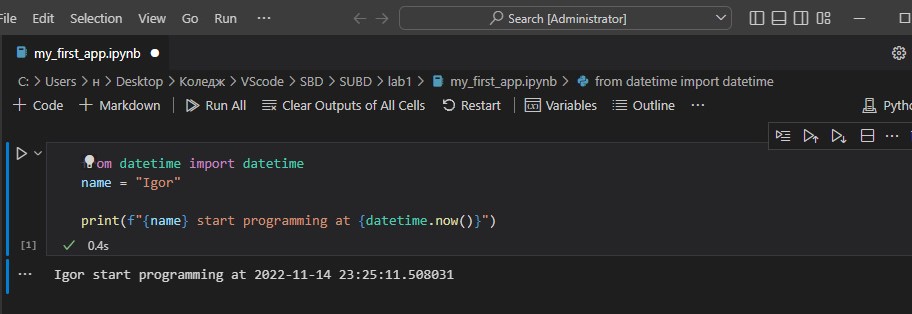 File Edit Selection View Go Run ···
Search [Administrator]
my_first_app.ipynb
C: > Users > н > Desktop > Коледж > VScode > SBD > SUBD > lab1 > my_first_app.ipynb > from datetime import datetime
+ Code + Markdown Run All Clear Outputs of All Cells Restart Variables Outline ··· Pytho
om datetime import datetime
name = "Igor"
print(f"{name} start programming at {datetime.now()}")
[1] 0.4s
Igor start programming at 2022-11-14 23:25:11.508031